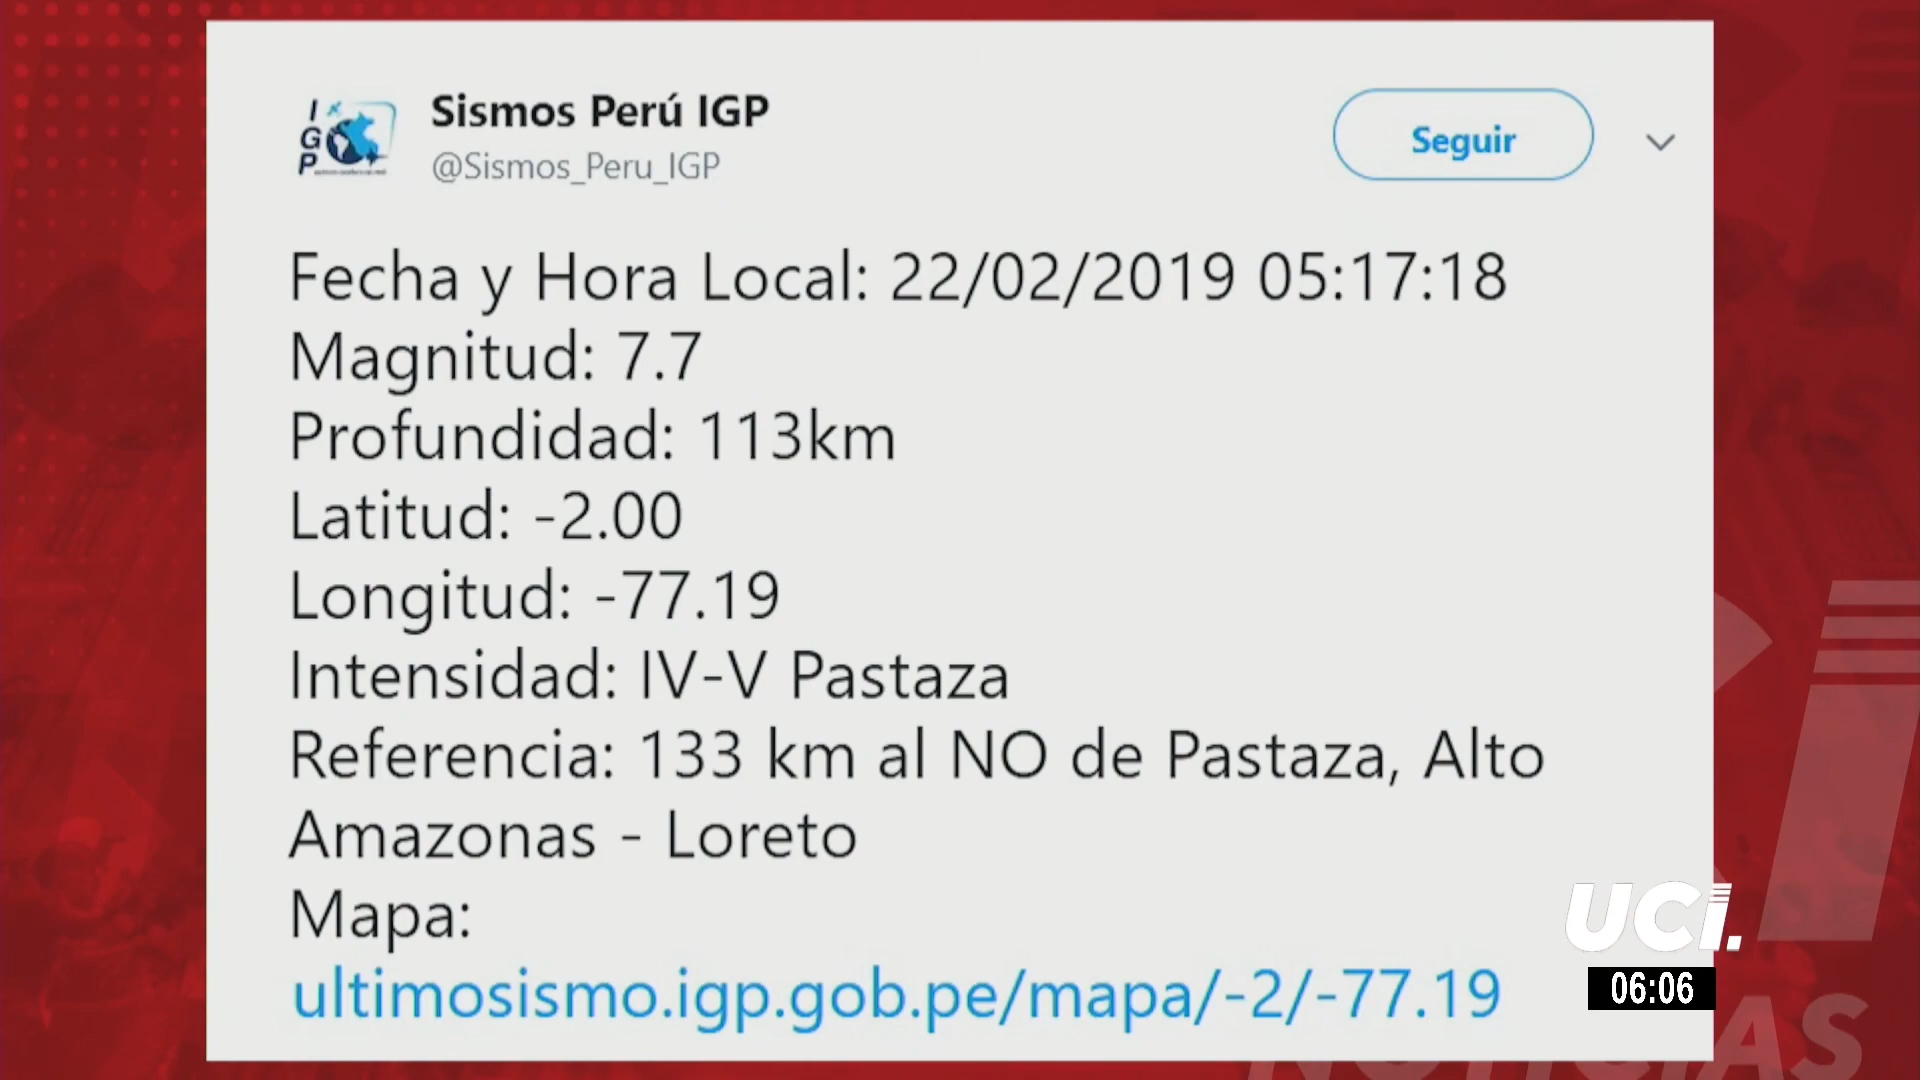 IGP
Sismos Perú IGP
@Sismos_Peru_IGP
Seguir
Fecha y Hora Local: 22/02/2019 05:17:18
Magnitud: 7.7
Profundidad: 113km
Latitud: -2.00
Longitud: -77.19
Intensidad: IV-V Pastaza
Referencia: 133 km al NO de Pastaza, Alto
Amazonas - Loreto
Mapa:
ultimosismo.igp.gob.pe/mapa/-2/-77.19
UCi.
06:06